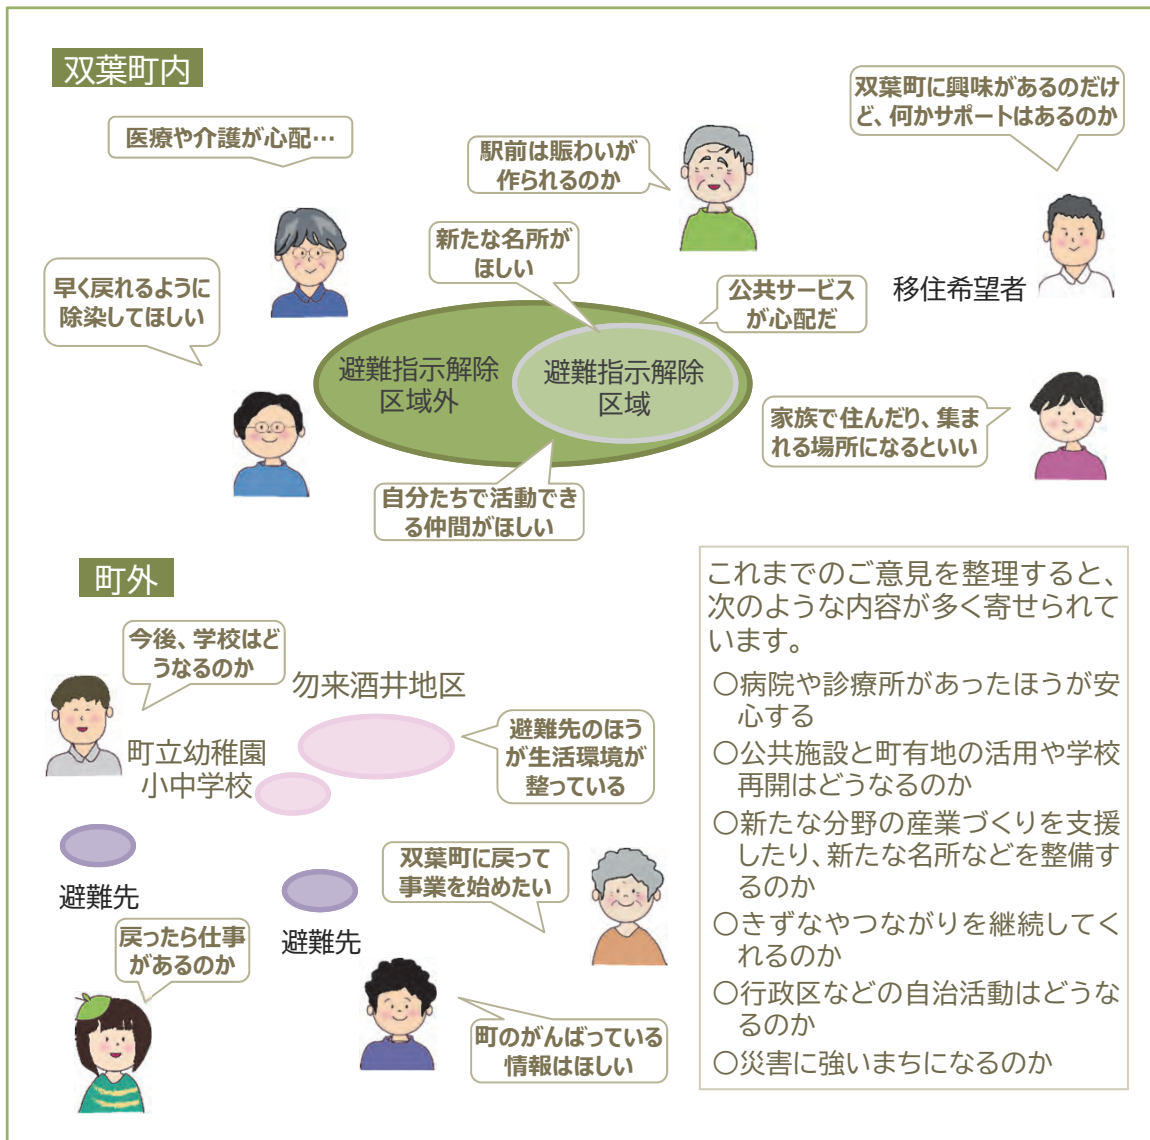 双葉町内
医療や介護が心配…
駅前は賑わいが
作られるのか
双葉町に興味があるのだけ
ど、何かサポートはあるのか
新たな名所が
ほしい
早く戻れるように
除染してほしい
公共サービス
が心配だ
移住希望者
避難指示解除
区域外
避難指示解除
区域
家族で住んだり、集ま
れる場所になるといい
自分たちで活動でき
る仲間がほしい
町外
今後、学校はど
うなるのか
勿来酒井地区
町立幼稚園
小中学校
避難先のほう
が生活環境が
整っている
避難先
双葉町に戻って
事業を始めたい
避難先
戻ったら仕事
があるのか
町のがんばっている
情報はほしい
これまでのご意見を整理すると、
次のような内容が多く寄せられて
います。
〇病院や診療所があったほうが安
心する
〇公共施設と町有地の活用や学校
再開はどうなるのか
〇新たな分野の産業づくりを支援
したり、新たな名所などを整備す
るのか
〇きずなやつながりを継続してく
れるのか
〇行政区などの自治活動はどうな
るのか
〇災害に強いまちになるのか